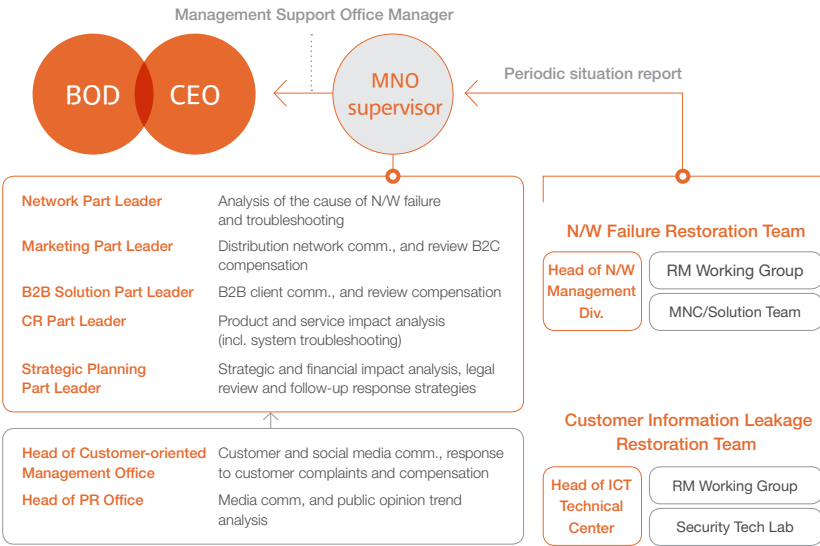 Management Support Office Manager
BOD
CEO
MNO
supervisor
Periodic situation report
Network Part Leader
Analysis of the cause of N/W failure
and troubleshooting
Marketing Part Leader
Distribution network comm., and review B2C
compensation
B2B Solution Part Leader
B2B client comm., and review compensation
CR Part Leader
Product and service impact analysis
(incl. system troubleshooting)
Strategic Planning
Part Leader
Strategic and financial impact analysis, legal
review and follow-up response strategies
Head of Customer-oriented
Management Office
Customer and social media comm., response
to customer complaints and compensation
Head of PR Office
Media comm, and public opinion trend
analysis
N/W Failure Restoration Team
Head of N/W
Management
Div.
RM Working Group
MNC/Solution Team
Customer Information Leakage
Restoration Team
Head of ICT
Technical
Center
RM Working Group
Security Tech Lab